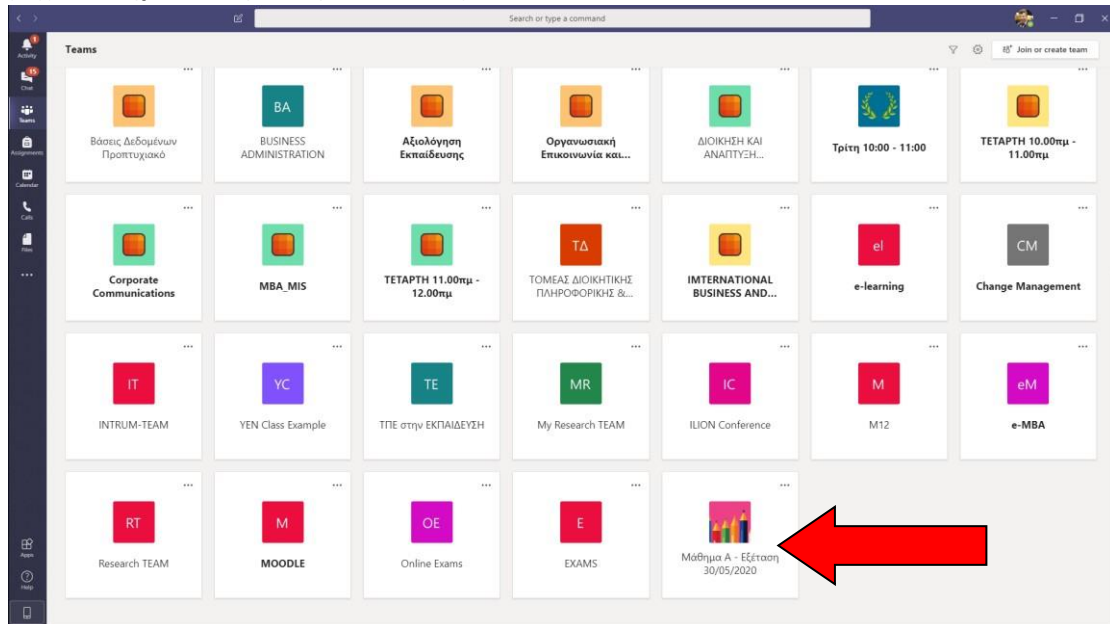 Search or type a command
1
Activity
Teams
Join or create team
15
Chat
Teams
Assignments
Calendar
Calls
Files
Βάσεις Δεδομένων
Προπτυχιακό
BA
BUSINESS
ADMINISTRATION
Αξιολόγηση
Εκπαίδευσης
Οργανωσιακή
Επικοινωνία και...
ΔΙΟΙΚΗΣΗ ΚΑΙ
ΑΝΑΠΤΥΞΗ...
Τρίτη 10:00 - 11:00
ΤΕΤΑΡΤΗ 10.00πμ -
11.00πμ
Corporate
Communications
MBA_MIS
ΤΕΤΑΡΤΗ 11.00πμ -
12.00πμ
ΤΔ
ΤΟΜΕΑΣ ΔΙΟΙΚΗΤΙΚΗΣ
ΠΛΗΡΟΦΟΡΙΚΗΣ &...
IMTERNATIONAL
BUSINESS AND...
el
e-learning
CM
Change Management
IT
INTRUM-TEAM
YC
YEN Class Example
ΤΕ
ΤΠΕ στην ΕΚΠΑΙΔΕΥΣΗ
MR
My Research TEAM
IC
ILION Conference
M
M12
eM
e-MBA
RT
Research TEAM
M
MOODLE
OE
Online Exams
E
EXAMS
Μάθημα Α - Εξέταση
30/05/2020
Apps
Help